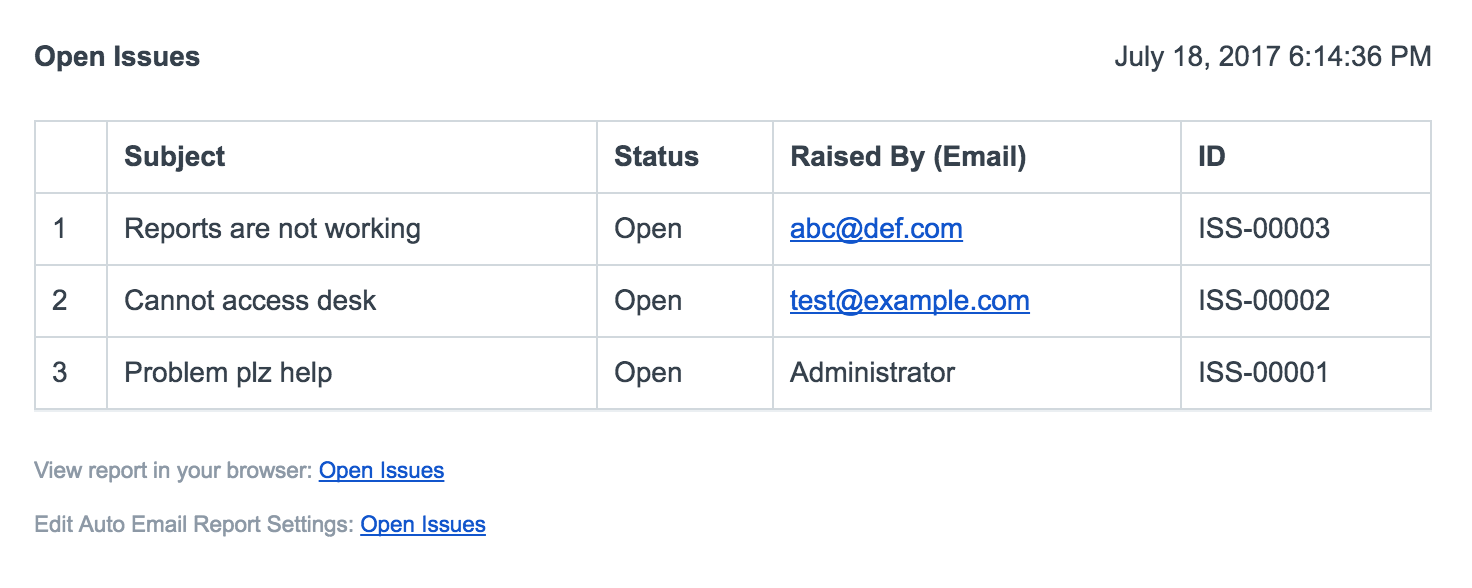 Open Issues July 18, 2017 6:14:36 PM
Subject Status Raised By (Email) ID
1 Reports are not working Open abc@def.com ISS-00003
2 Cannot access desk Open test@example.com ISS-00002
3 Problem plz help Open Administrator ISS-00001
View report in your browser: Open Issues
Edit Auto Email Report Settings: Open Issues